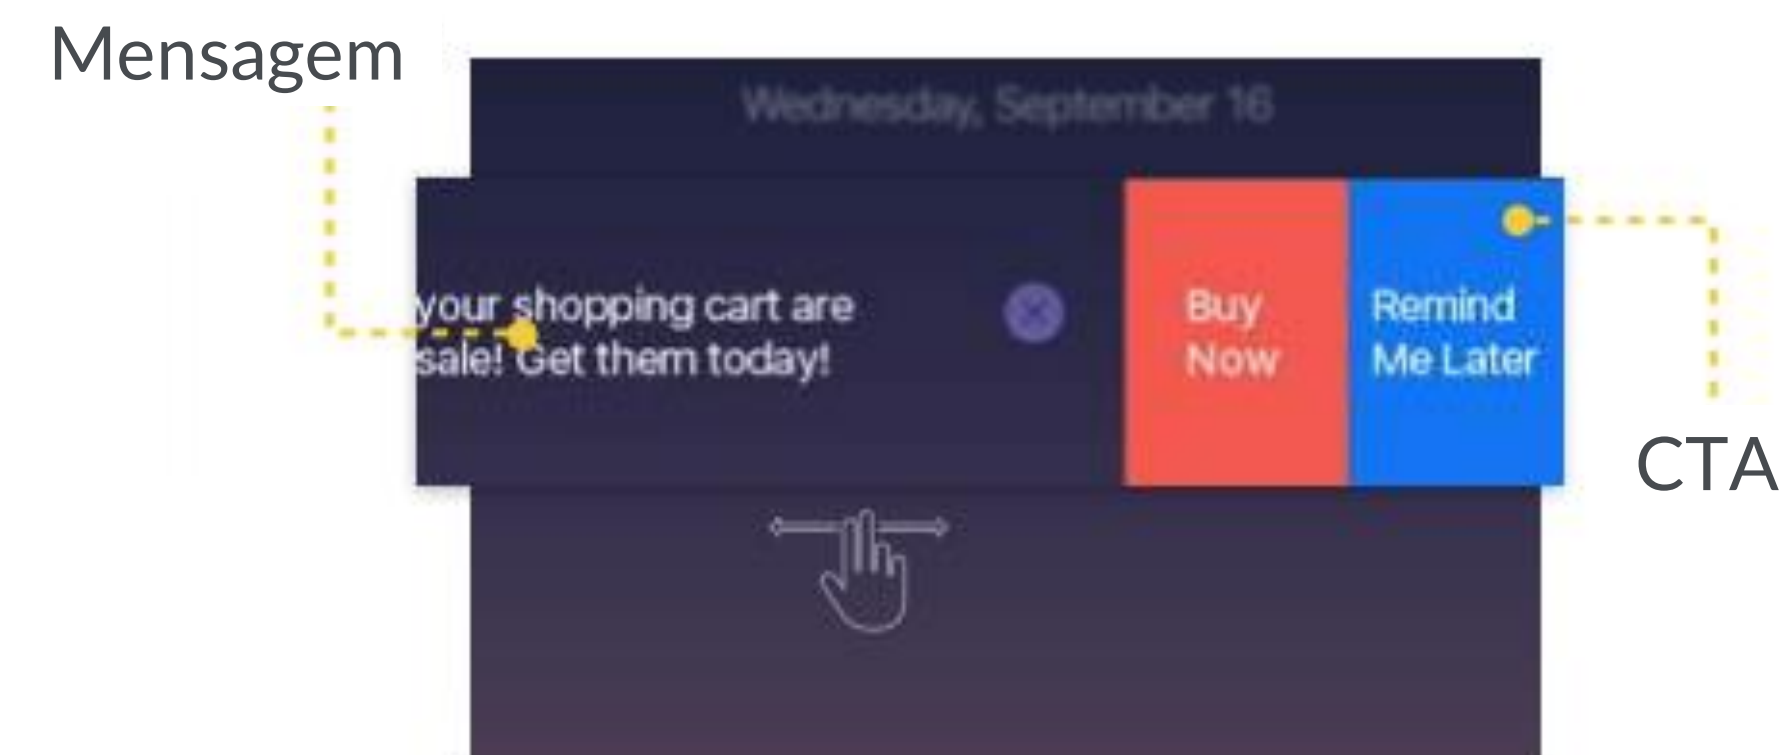 Mensagem
Wednesday, September 16
your shopping cart are
sale! Get them today!
Buy
Now
Remind
Me Later
CTA